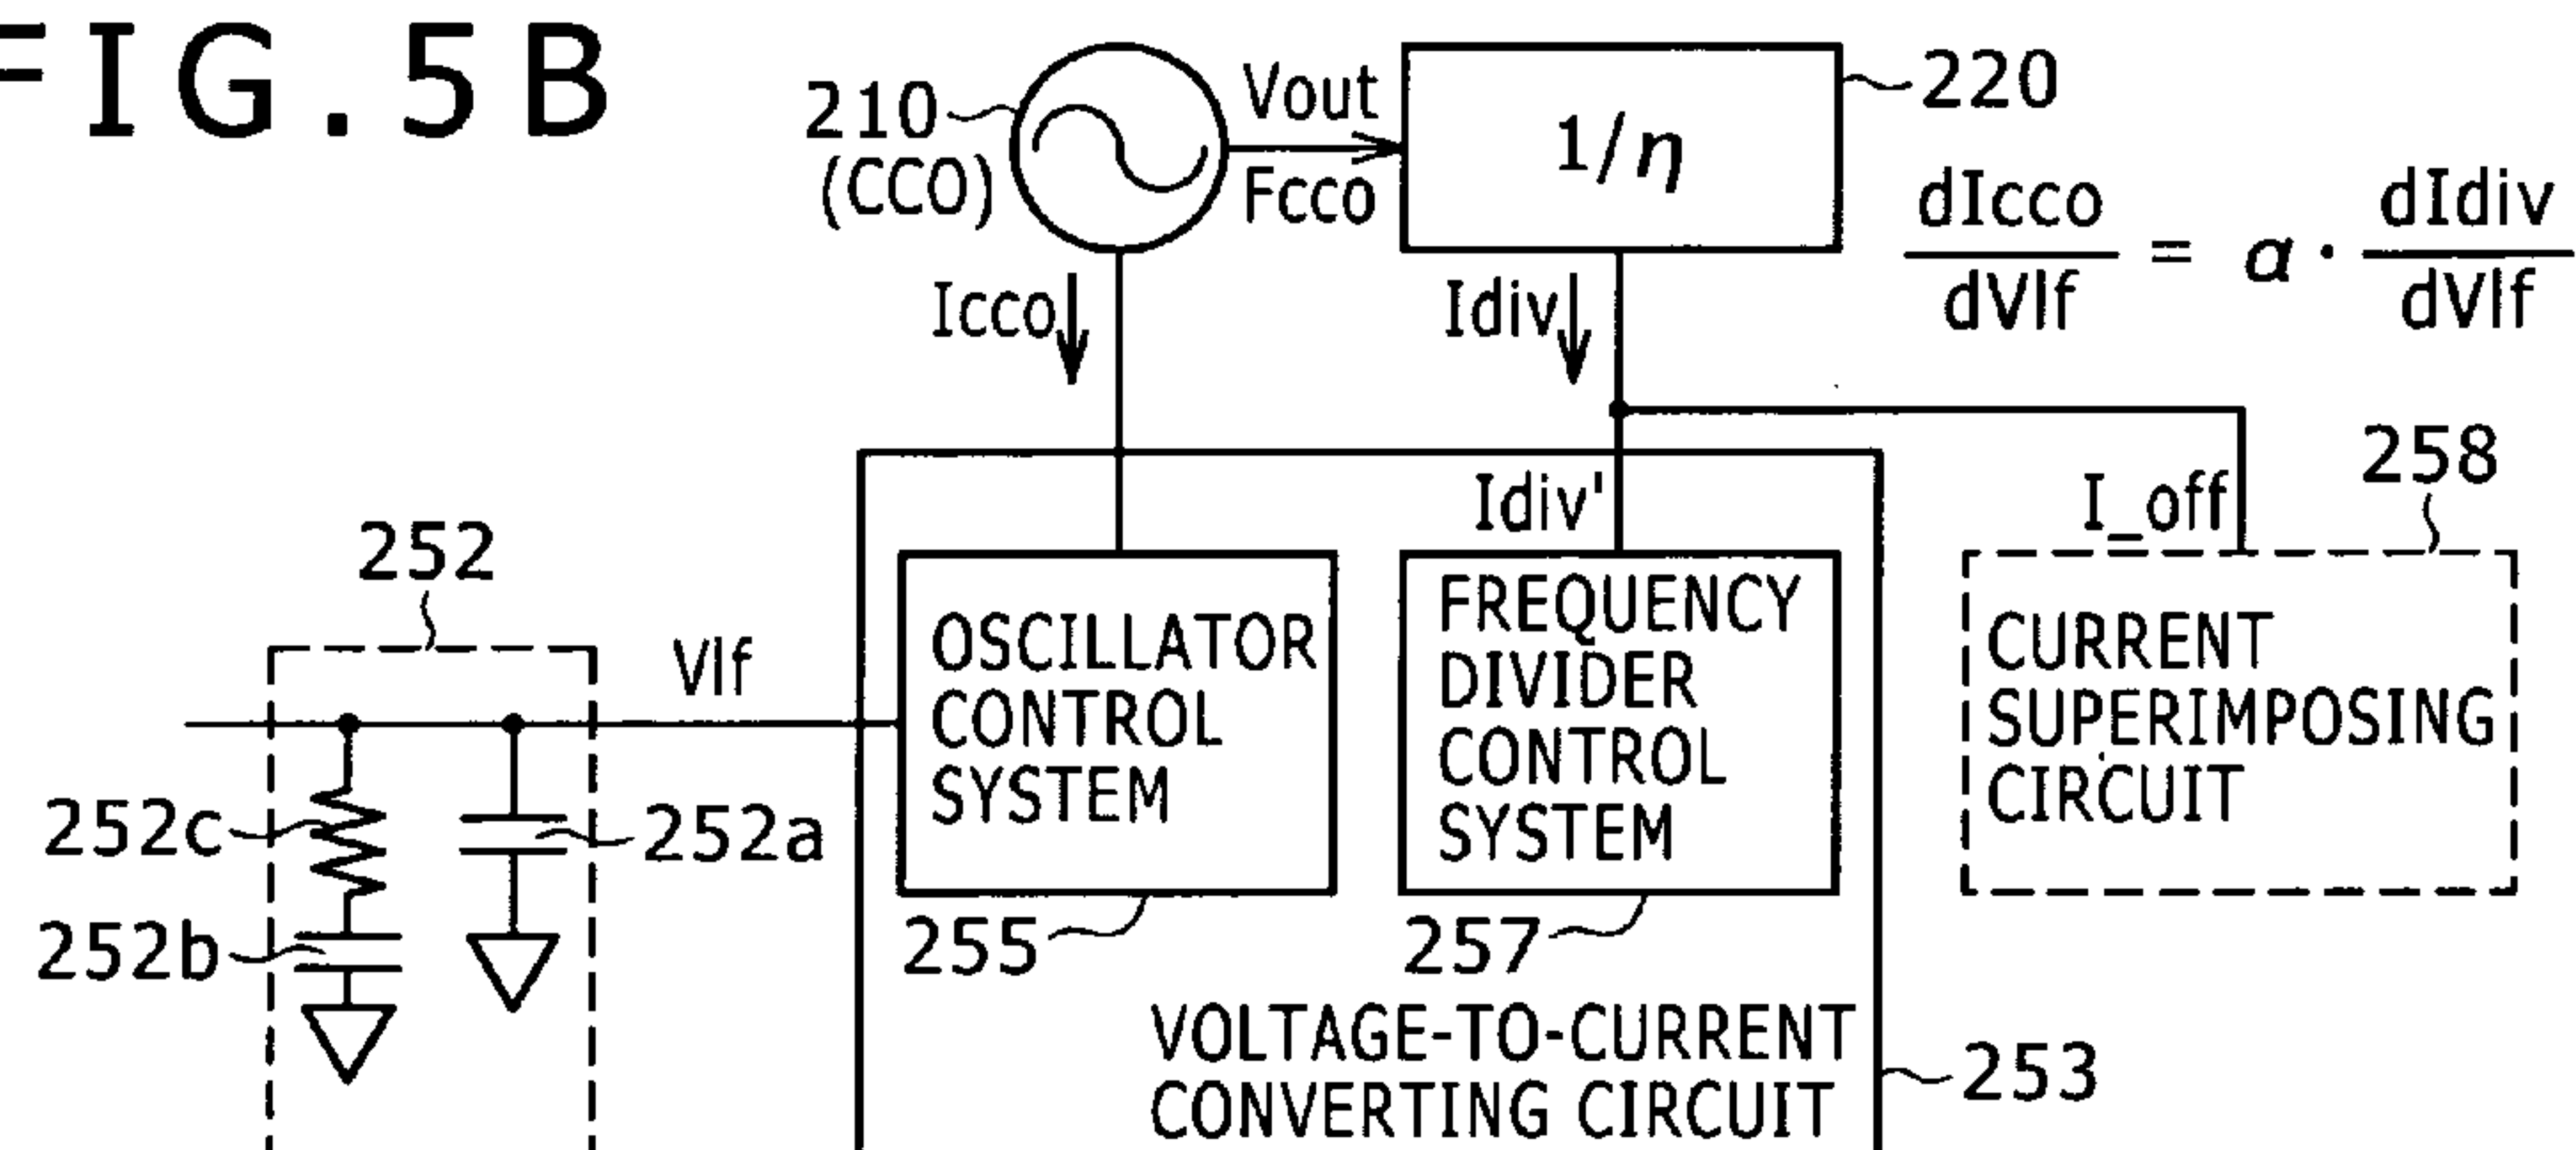 FIG.5B
210
(CCO)
Vout
Fcco
1/η
220
dIcco
dVlf
= α ·
dIdiv
dVlf
Icco
Idiv
Idiv'
I_off
258
252
Vlf
OSCILLATOR
CONTROL
SYSTEM
FREQUENCY
DIVIDER
CONTROL
SYSTEM
CURRENT
SUPERIMPOSING
CIRCUIT
252c
252a
252b
255
257
VOLTAGE-TO-CURRENT
CONVERTING CIRCUIT
253